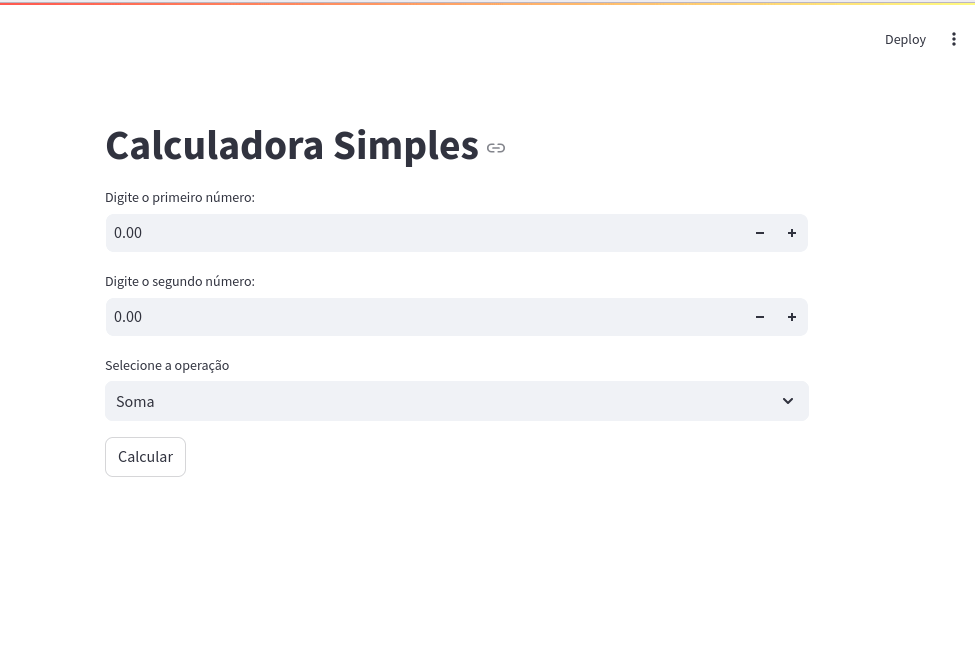 Deploy
Calculadora Simples
Digite o primeiro número:
0.00
Digite o segundo número:
0.00
Selecione a operação
Soma
Calcular